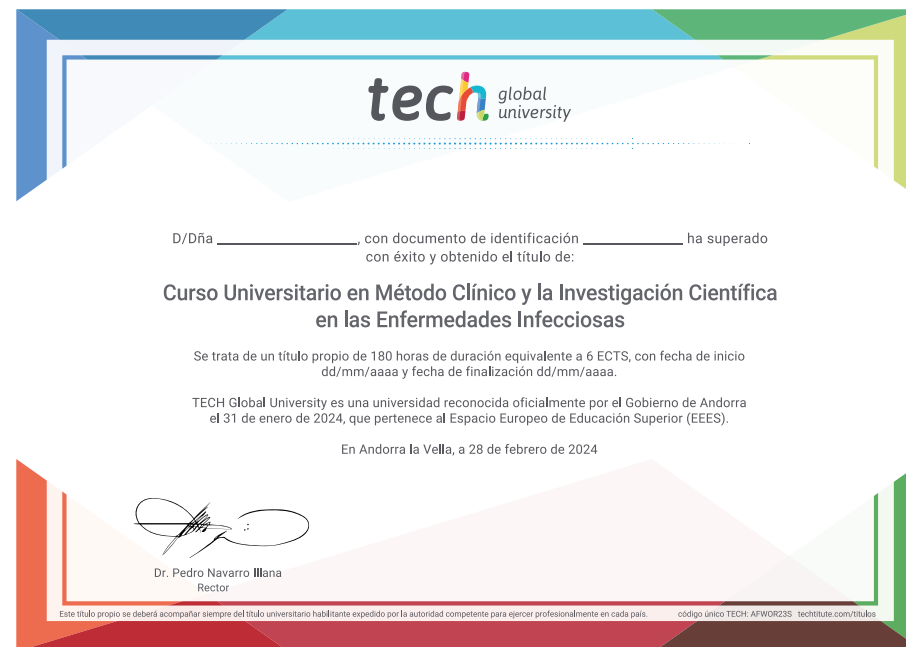 tech global university
D/Dña ______________, con documento de identificación __________ ha superado
con éxito y obtenido el título de:
Curso Universitario en Método Clínico y la Investigación Científica
en las Enfermedades Infecciosas
Se trata de un título propio de 180 horas de duración equivalente a 6 ECTS, con fecha de inicio
dd/mm/aaaa y fecha de finalización dd/mm/aaaa.
TECH Global University es una universidad reconocida oficialmente por el Gobierno de Andorra
el 31 de enero de 2024, que pertenece al Espacio Europeo de Educación Superior (EEES).
En Andorra la Vella, a 28 de febrero de 2024
Dr. Pedro Navarro Illana
Rector
Este título propio se deberá acompañar siempre del título universitario habilitante expedido por la autoridad competente para ejercer profesionalmente en cada país. código único TECH: AFWOR23S techtitute.com/titulos